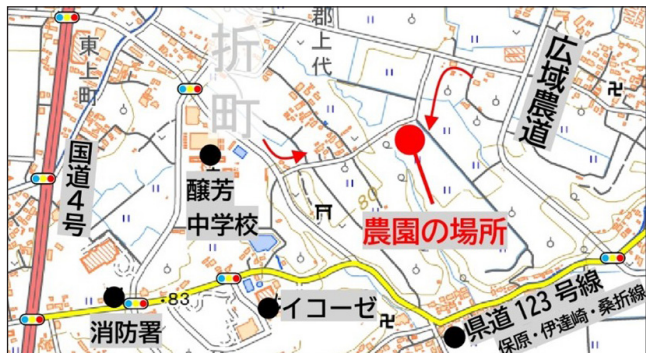 東上町
折町
郡上代
広域農道
国道4号
醸芳
中学校
80
農園の場所
・83
消防署
イコーゼ
県道123号線
保原・伊達崎・桑折線